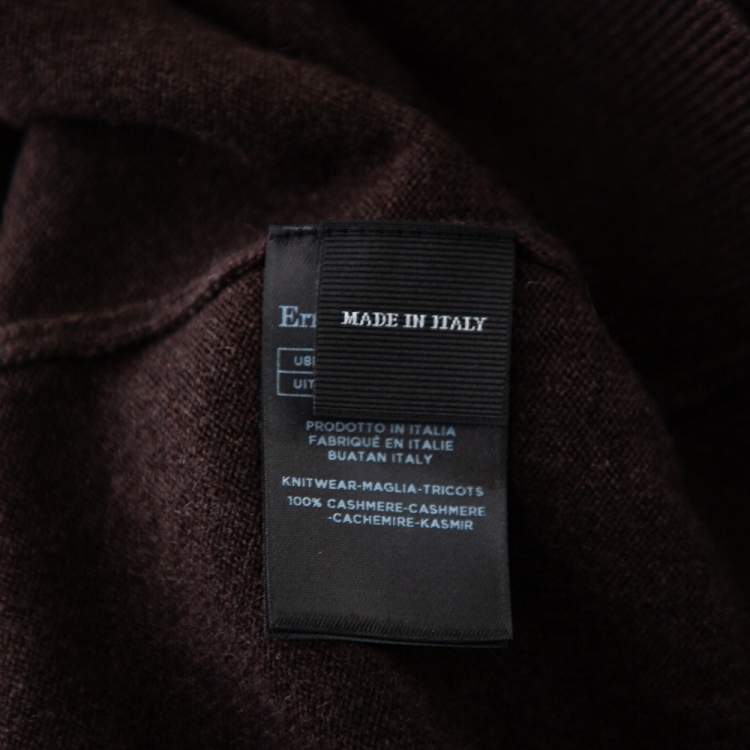 MADE IN ITALY
PRODOTTO IN ITALIA
FABRIQUÉ EN ITALIE
BUATAN ITALY
KNITWEAR-MAGLIA-TRICOTS
100% CASHMERE-CASHMERE
-CACHEMIRE-KASMIR